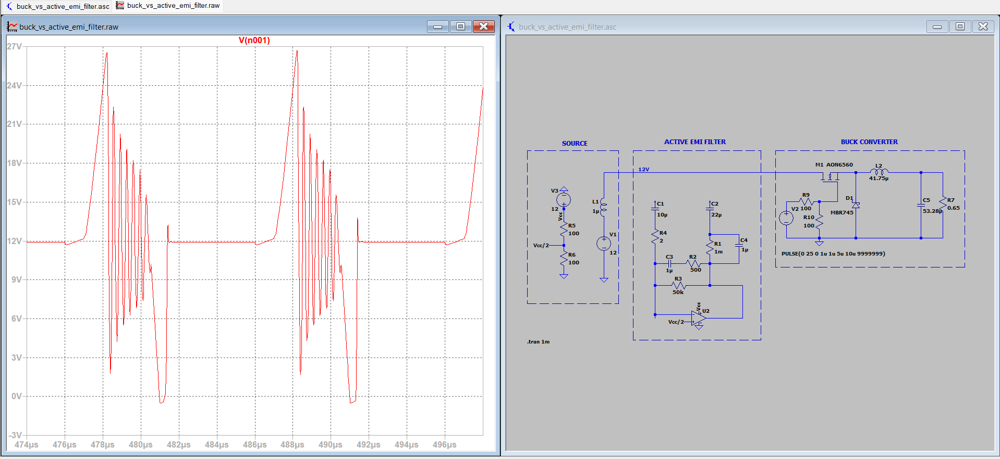 buck_vs_active_emi_filter.asc
buck_vs_active_emi_filter.raw
buck_vs_active_emi_filter.raw
V(n001)
27V
24V
21V
18V
15V
12V
9V
6V
3V
0V
-3V
474µs 476µs 478µs 480µs 482µs 484µs 486µs 488µs 490µs 492µs 494µs 496µs
buck_vs_active_emi_filter.asc
SOURCE
V3
12
Vcc
R5
100
Vcc/2
R6
100
L1
1µ
V1
12
.tran 1m
ACTIVE EMI FILTER
12V
C1
10µ
C2
22µ
R4
2
R1
1m
C4
1µ
C3
1µ
R2
500
R3
50k
Vcc
U2
Vcc/2
BUCK CONVERTER
M1 AON6560
L2
41.75µ
R9
100
V2
R10
100
D1
MBR745
C5
53.28µ
R7
0.65
PULSE(0 25 0 1u 1u 5u 10u 9999999)